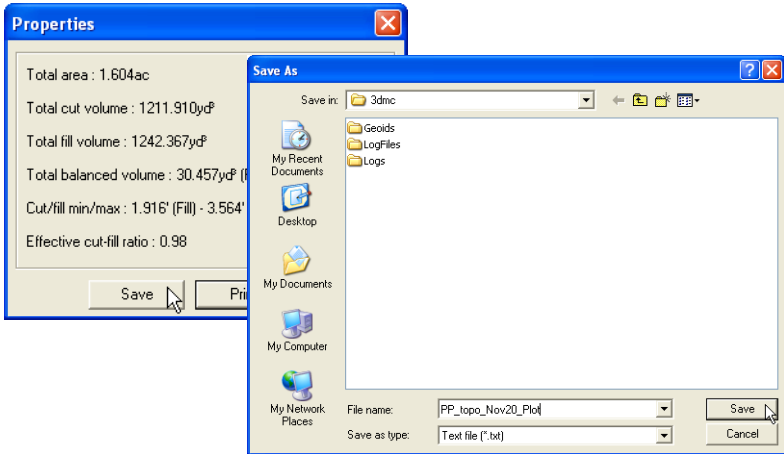 Properties
Total area : 1.604ac
Total cut volume : 1211.910yd³
Total fill volume : 1242.367yd³
Total balanced volume : 30.457yd³ (
Cut/fill min/max : 1.916' (Fill) - 3.564'
Effective cut-fill ratio : 0.98
Save
Save As
Save in:
3dmc
My Recent
Documents
Desktop
My Documents
My Computer
My Network
Places
Geoids
LogFiles
Logs
File name:
PP_topo_Nov20_Plot
Save
Save as type:
Text file (*.txt)
Cancel